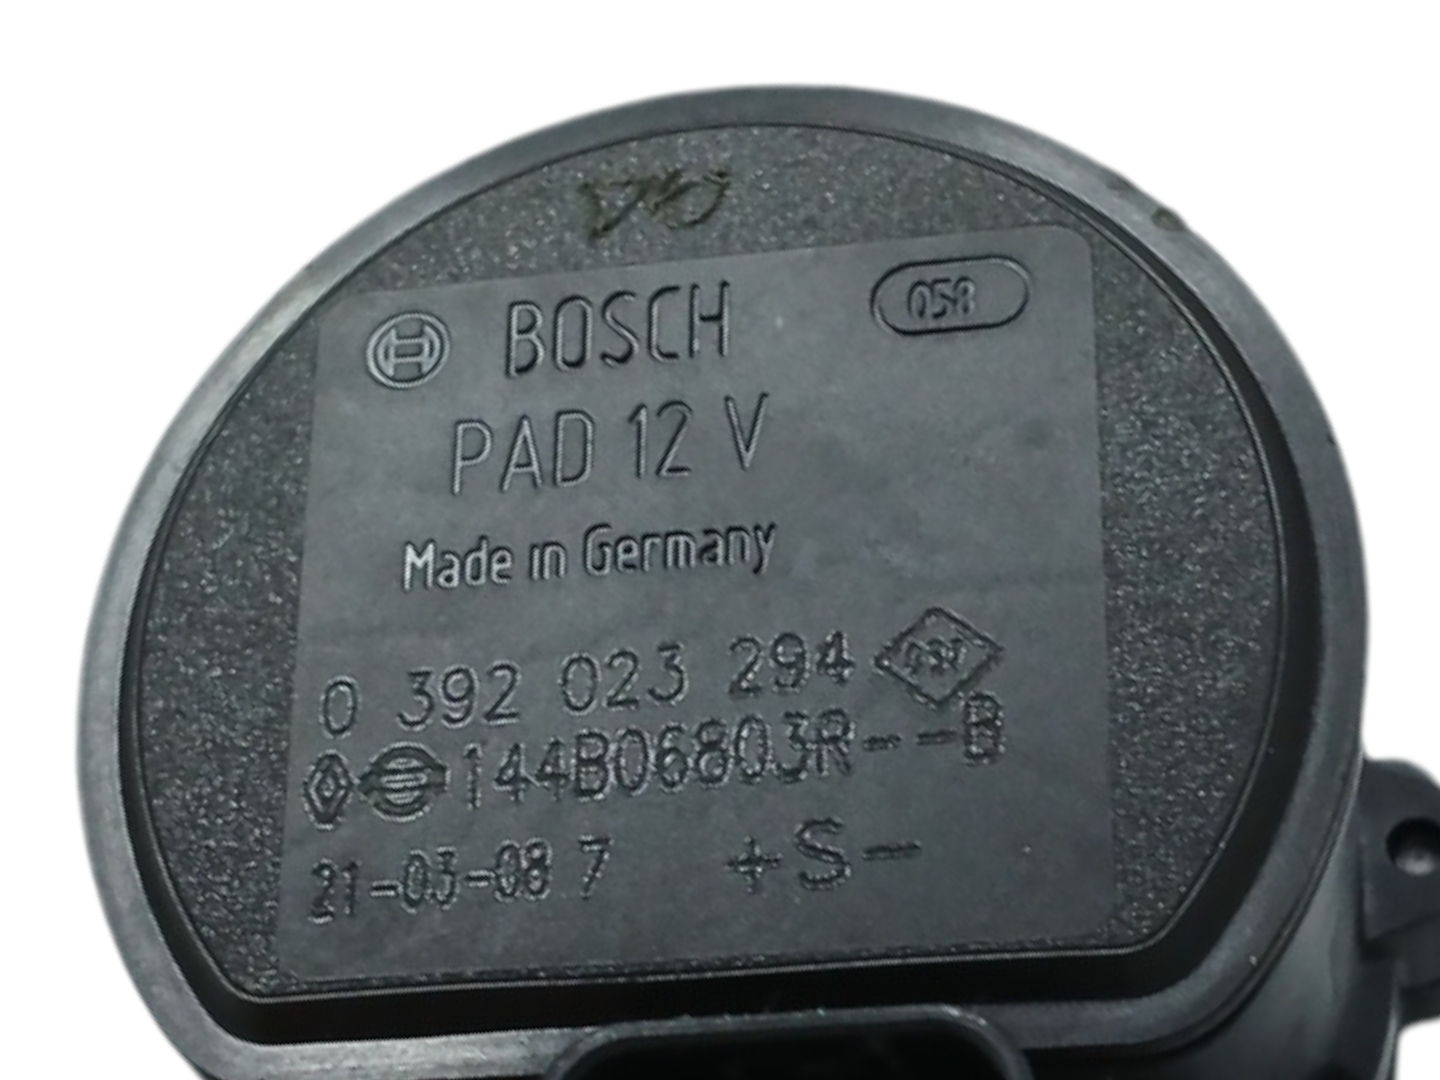 BOSCH 058
PAD 12 V
Made in Germany
0 392 023 294
144B06803R--B
21-03-08 7 +S-